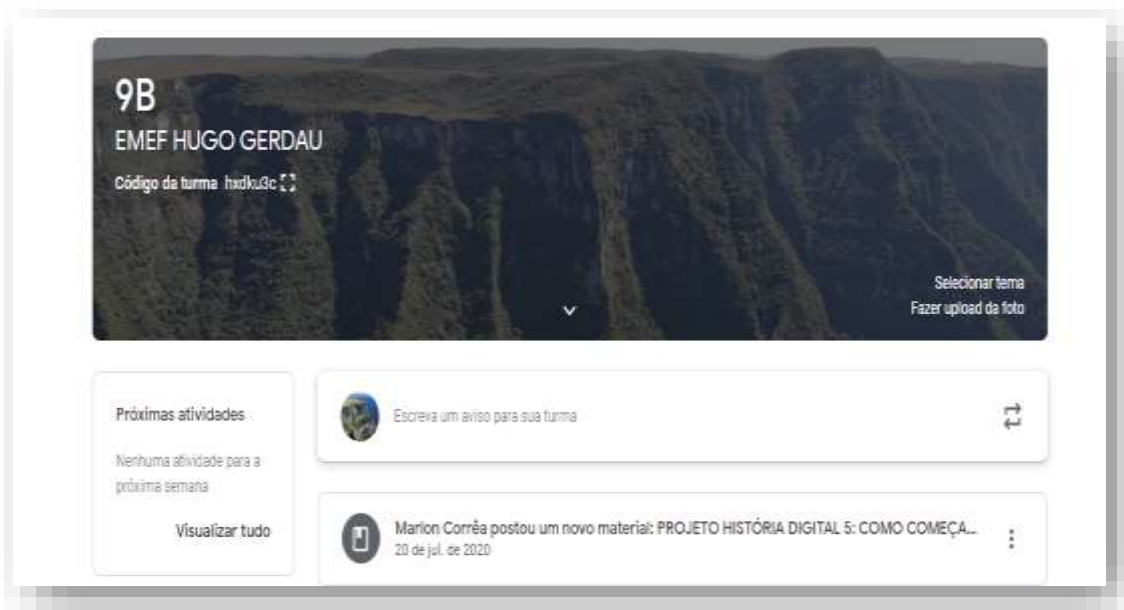 9B
EMEF HUGO GERDAU
Código da turma hxdku3c
Selecionar tema
Fazer upload da foto
Próximas atividades
Nenhuma atividade para a
próxima semana
Visualizar tudo
Escreva um aviso para sua turma
Marlon Corrêa postou um novo material: PROJETO HISTÓRIA DIGITAL 5: COMO COMEÇA...
20 de jul. de 2020